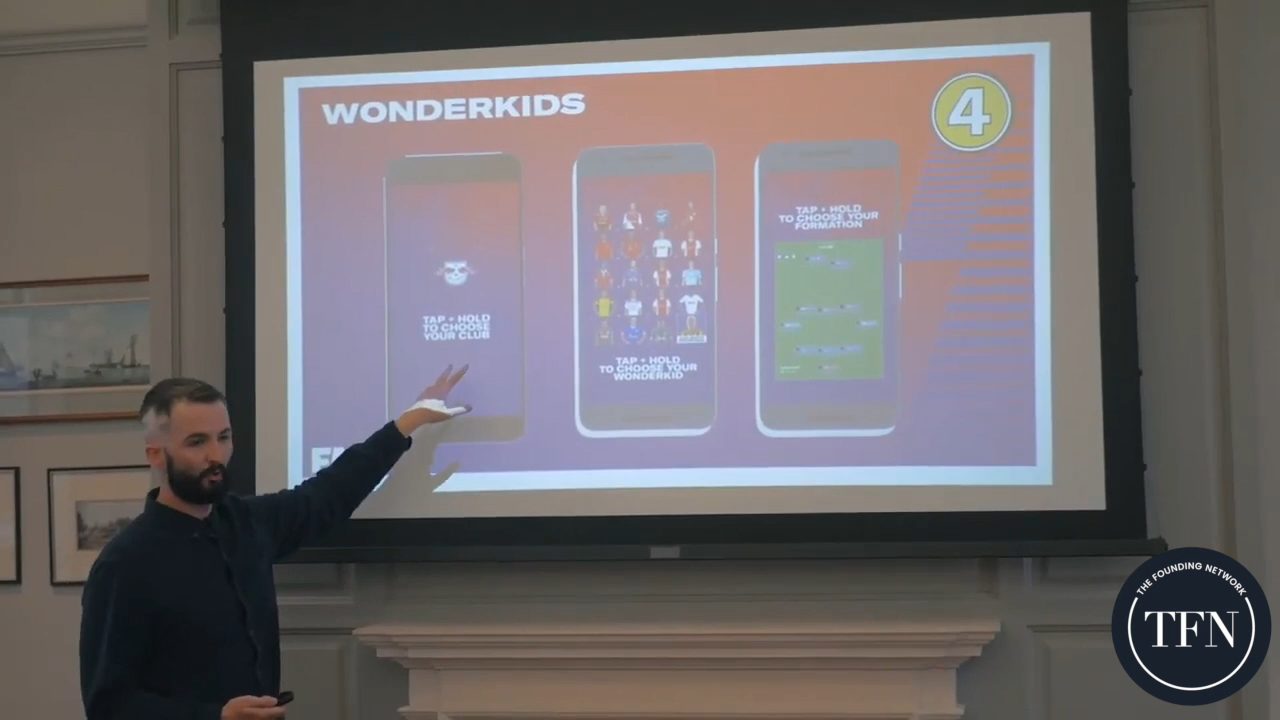 WONDERKIDS
4
TAP + HOLD
TO CHOOSE
YOUR CLUB
TAP + HOLD
TO CHOOSE YOUR
WONDERKID
TAP + HOLD
TO CHOOSE YOUR
FORMATION
THE FOUNDING NETWORK
TFN